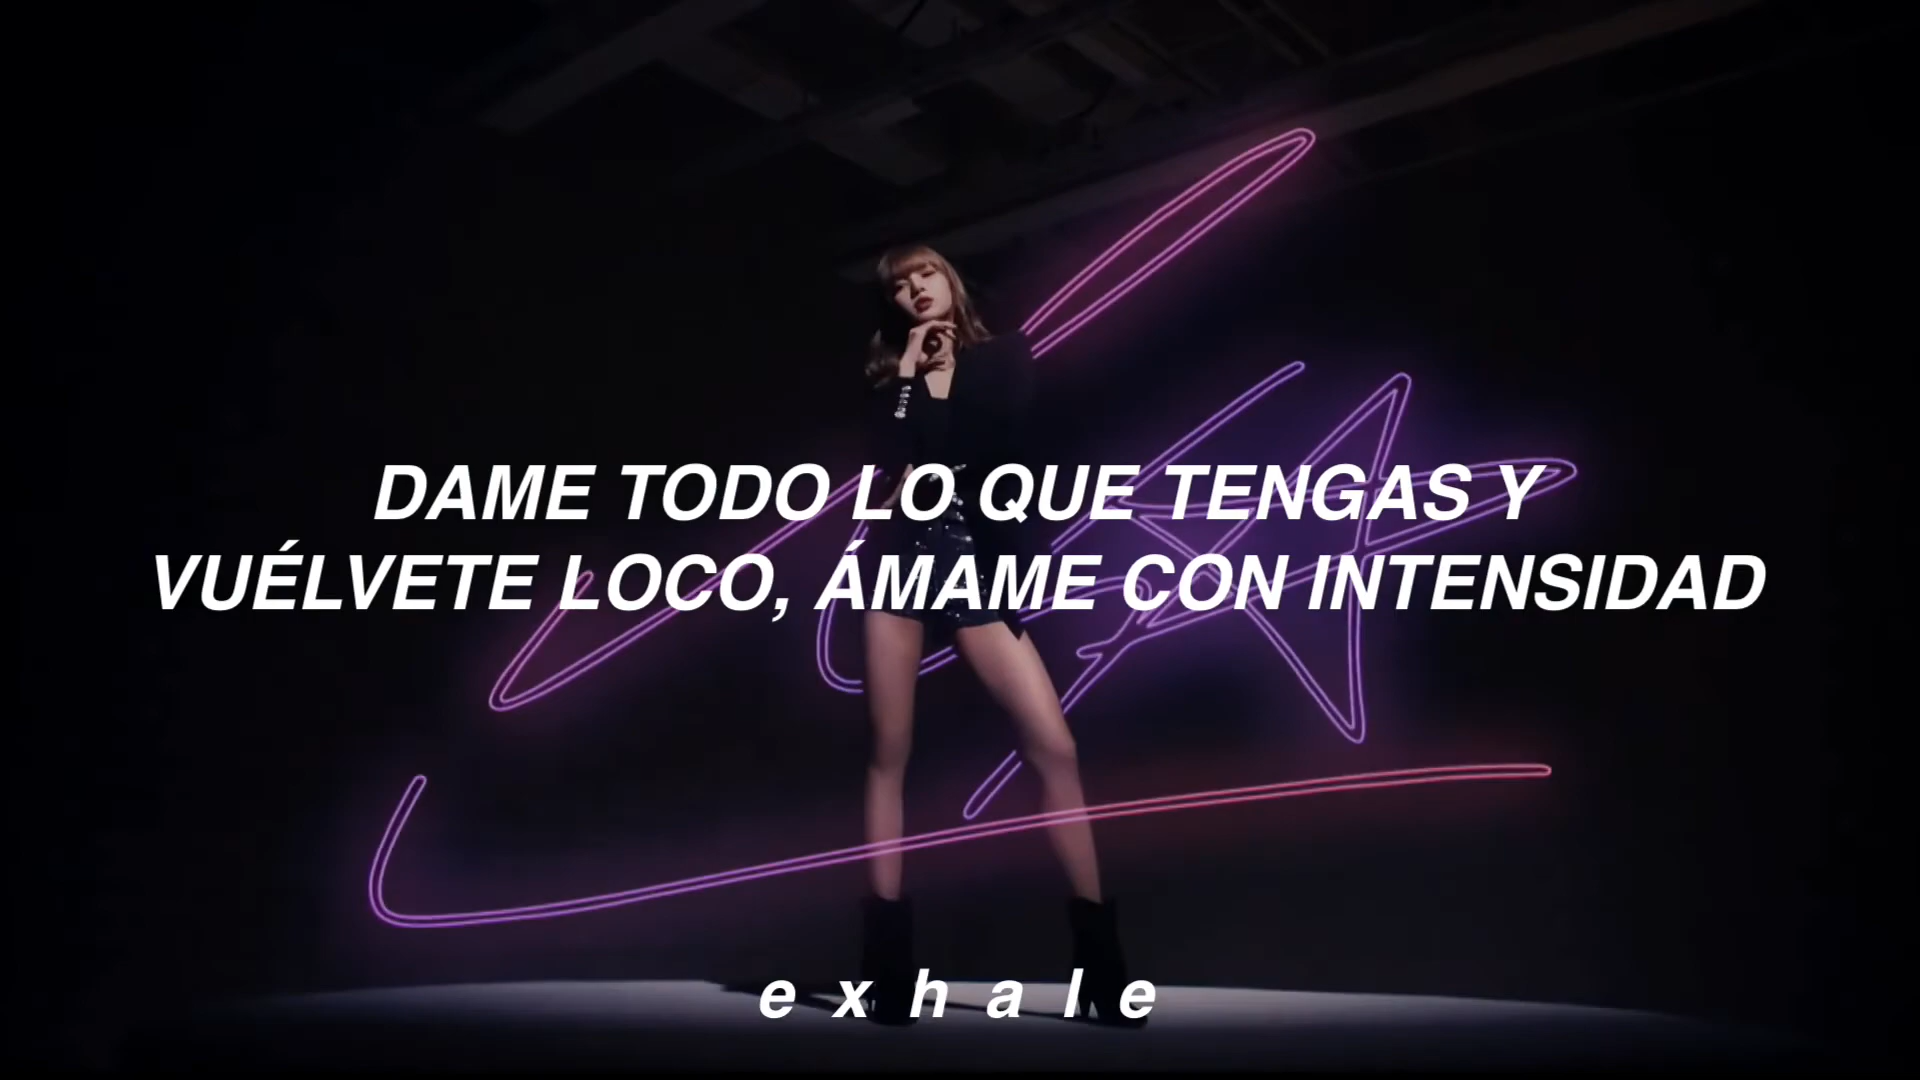 DAME TODO LO QUE TENGAS Y
VUÉLVETE LOCO, ÁMAME CON INTENSIDAD
e x h a l e